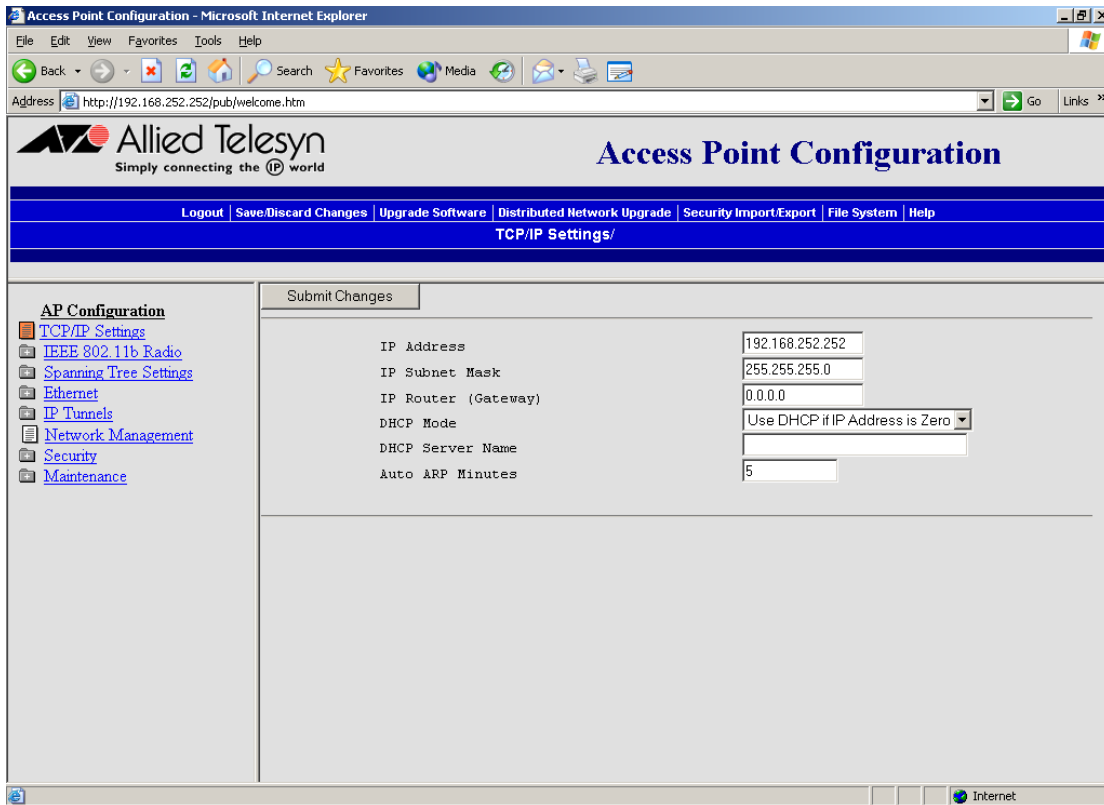 Access Point Configuration - Microsoft Internet Explorer
File Edit View Favorites Tools Help
Back Search Favorites Media
Address http://192.168.252.252/pub/welcome.htm Go Links »
Allied Telesyn
Simply connecting the IP world
Access Point Configuration
Logout | Save/Discard Changes | Upgrade Software | Distributed Network Upgrade | Security Import/Export | File System | Help
TCP/IP Settings/
AP Configuration
TCP/IP Settings
IEEE 802.11b Radio
Spanning Tree Settings
Ethernet
IP Tunnels
Network Management
Security
Maintenance
Submit Changes
IP Address 192.168.252.252
IP Subnet Mask 255.255.255.0
IP Router (Gateway) 0.0.0.0
DHCP Mode Use DHCP if IP Address is Zero
DHCP Server Name
Auto ARP Minutes 5
Internet